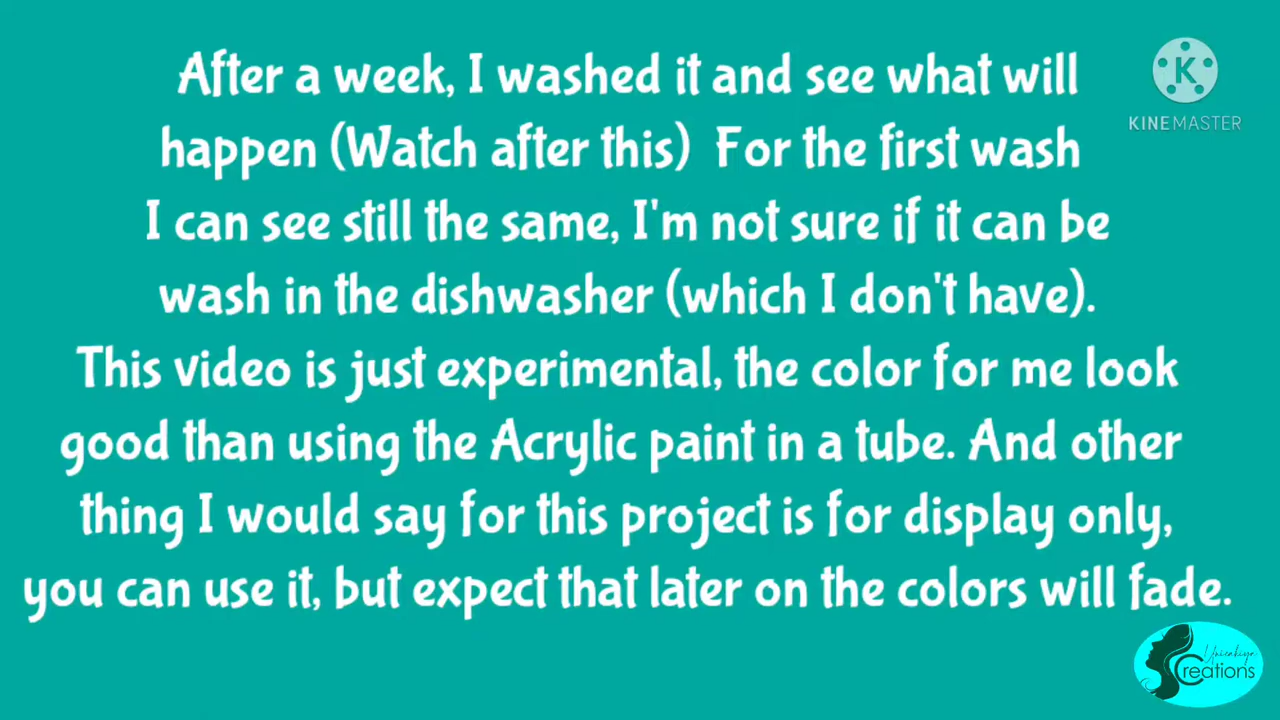 After a week, I washed it and see what will
happen (Watch after this) For the first wash
I can see still the same, I'm not sure if it can be
wash in the dishwasher (which I don't have).
This video is just experimental, the color for me look
good than using the Acrylic paint in a tube. And other
thing I would say for this project is for display only,
you can use it, but expect that later on the colors will fade.
K
KINEMASTER
Creations